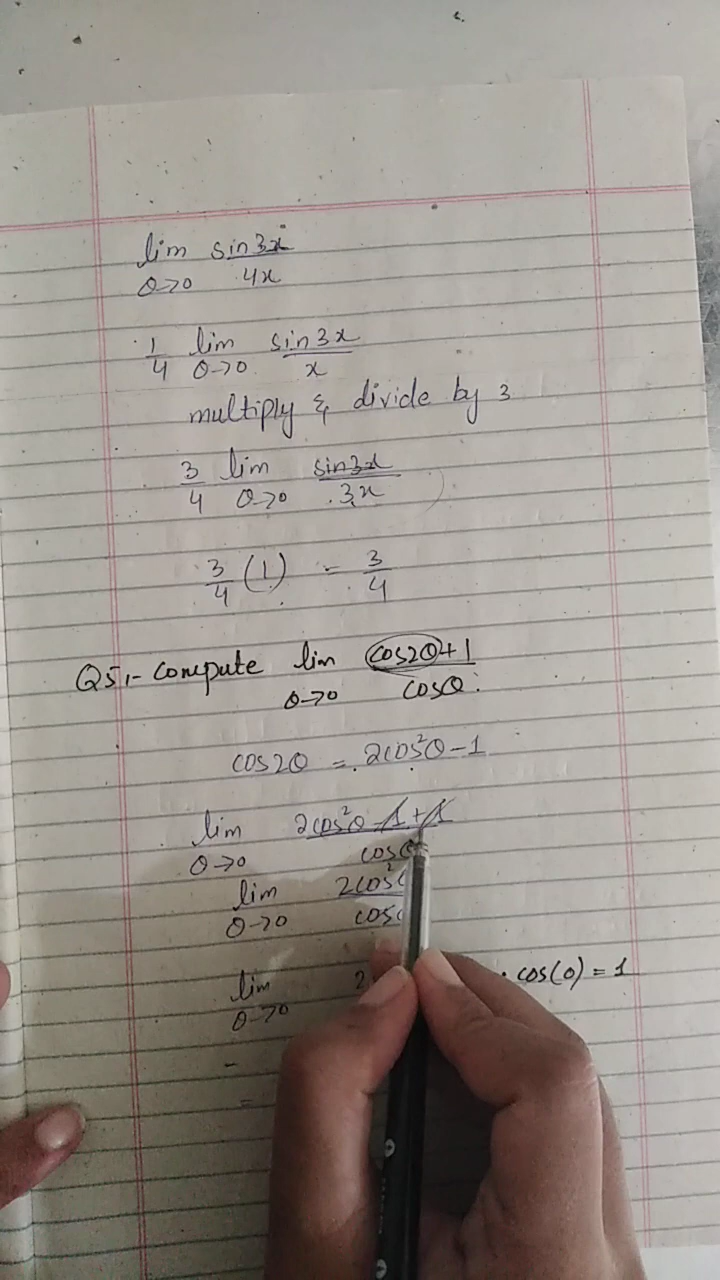 lim sin3x
θ→0 4x
1/4 lim sin3x/x
θ→0
multiply & divide by 3
3/4 lim sin3x/3x
θ→0
3/4 (1) = 3/4
Q5,- Compute lim cos2θ+1
θ→0 cosθ.
cos2θ = 2cos²θ-1
lim 2cos²θ-1+1
θ→0 cosθ
lim 2cos²
θ→0 cos
lim 2 . cos(0) = 1
θ→0
-
=